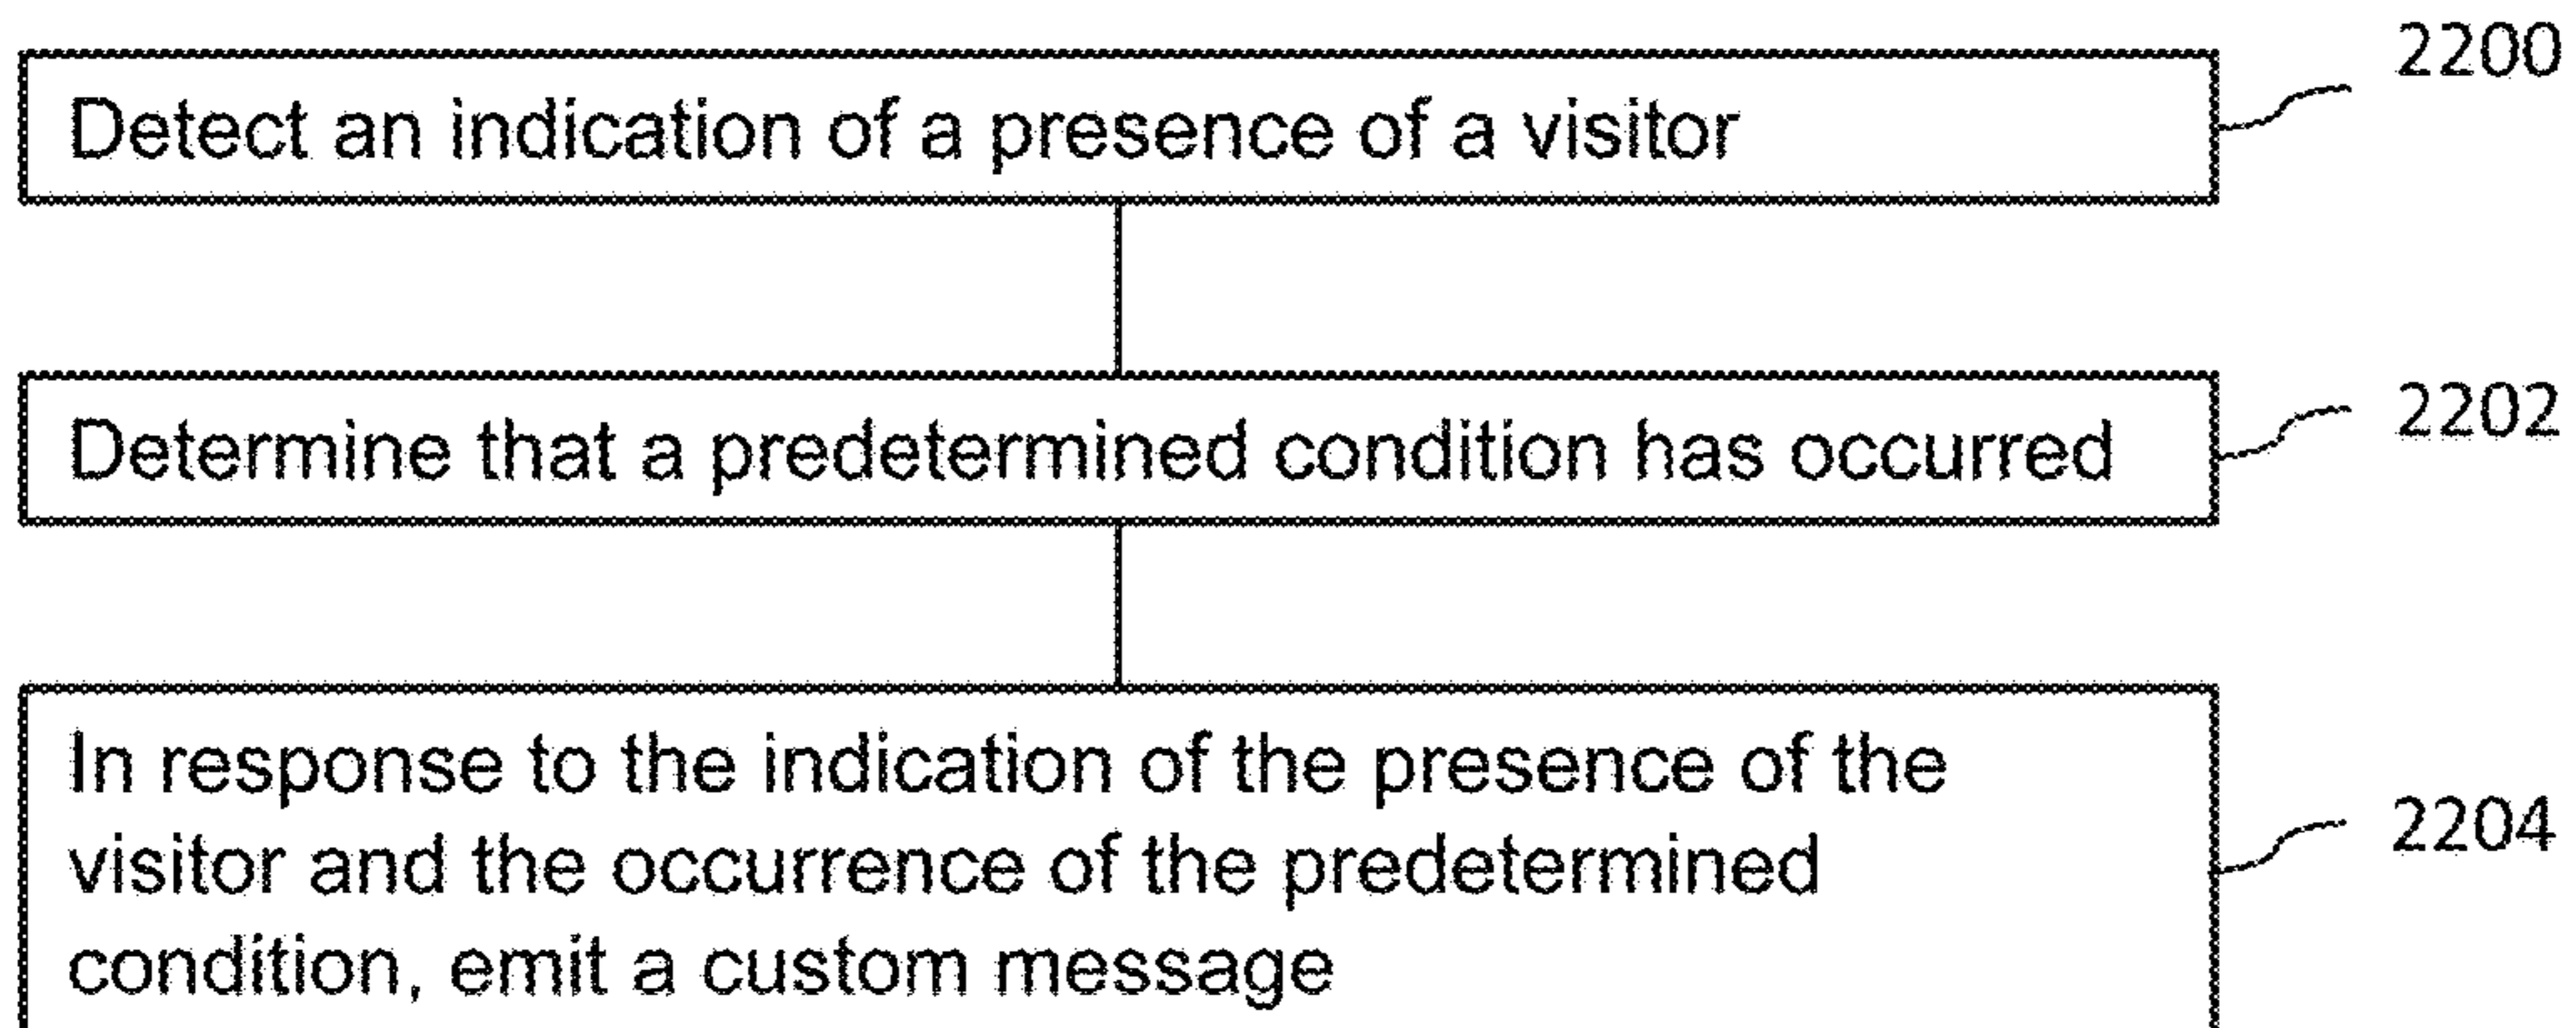 2200
Detect an indication of a presence of a visitor
2202
Determine that a predetermined condition has occurred
In response to the indication of the presence of the
2204
visitor and the occurrence of the predetermined
condition, emit a custom message